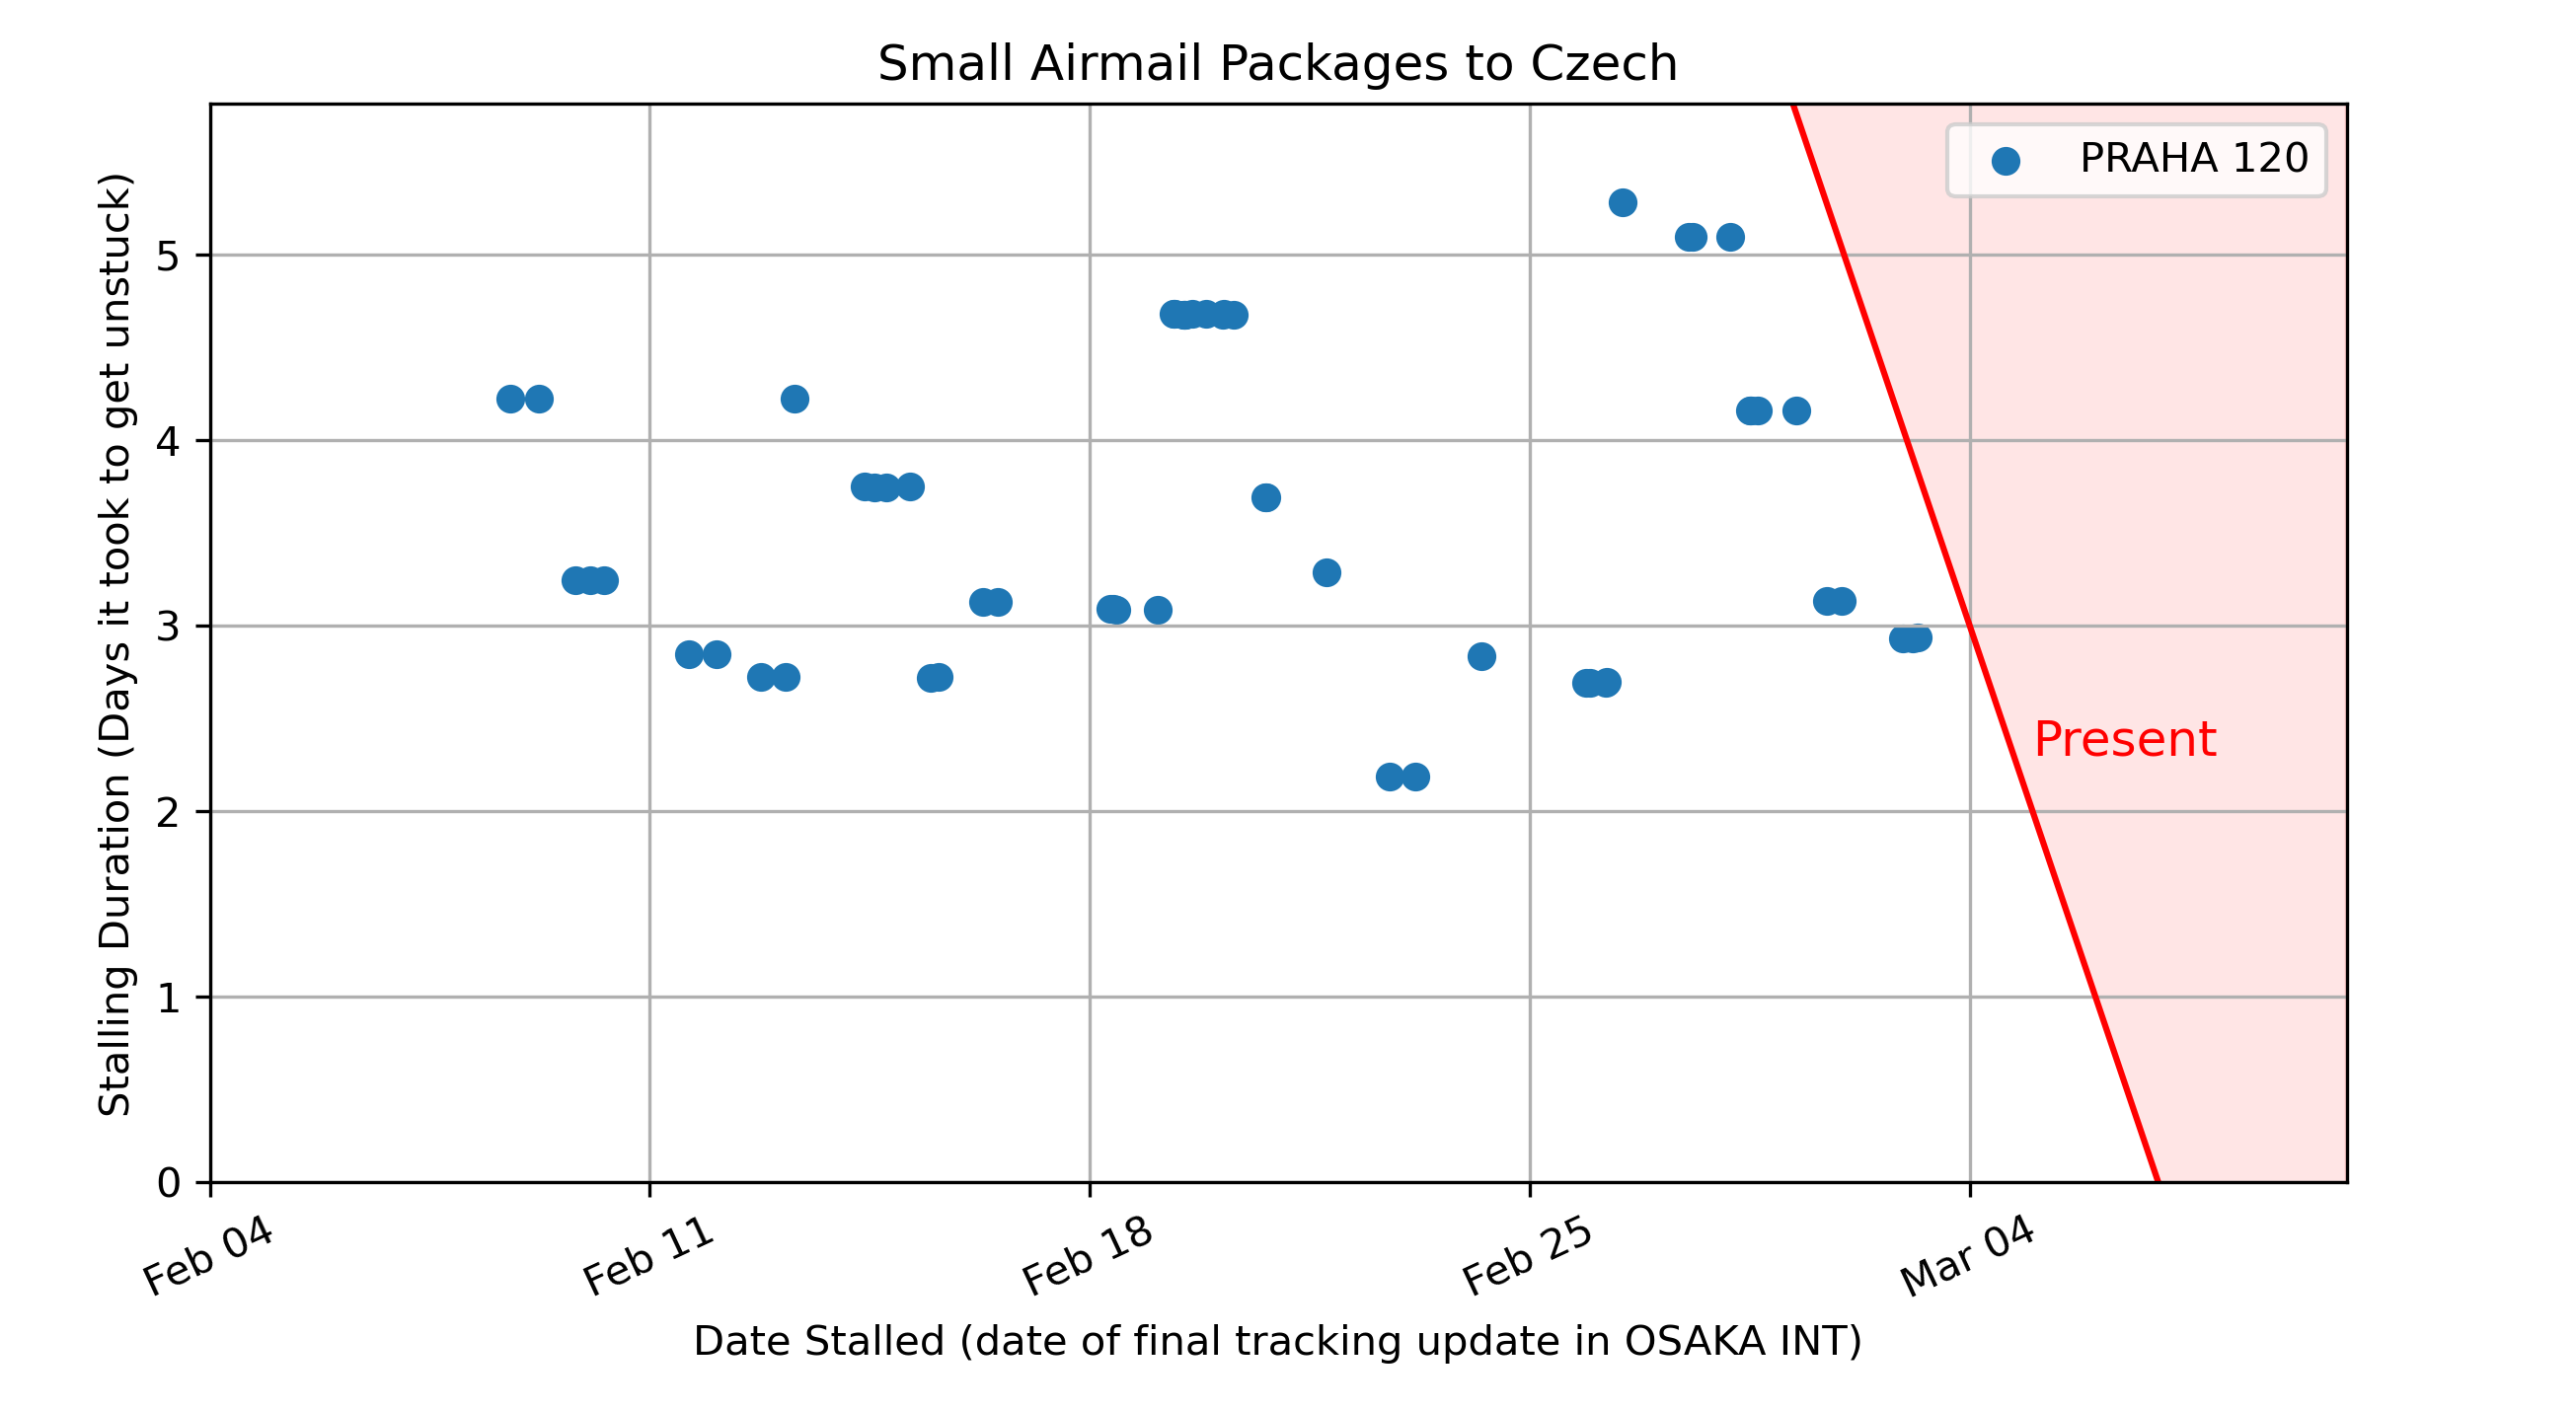 Small Airmail Packages to Czech
PRAHA 120
Stalling Duration (Days it took to get unstuck)
5
4
3
2
1
0
Present
Feb 04
Feb 11
Feb 18
Feb 25
Mar 04
Date Stalled (date of final tracking update in OSAKA INT)